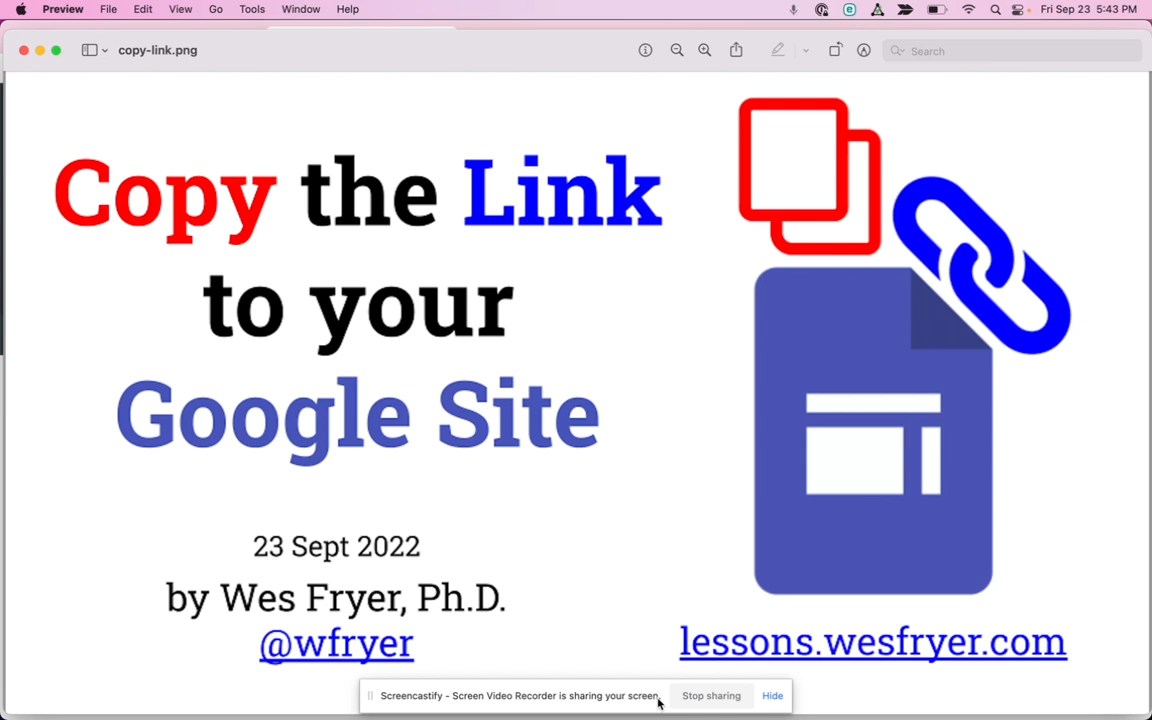 Preview File Edit View Go Tools Window Help Fri Sep 23 5:43 PM
copy-link.png Search
Copy the Link
to your
Google Site
23 Sept 2022
by Wes Fryer, Ph.D.
@wfryer
lessons.wesfryer.com
Screencastify - Screen Video Recorder is sharing your screen. Stop sharing Hide